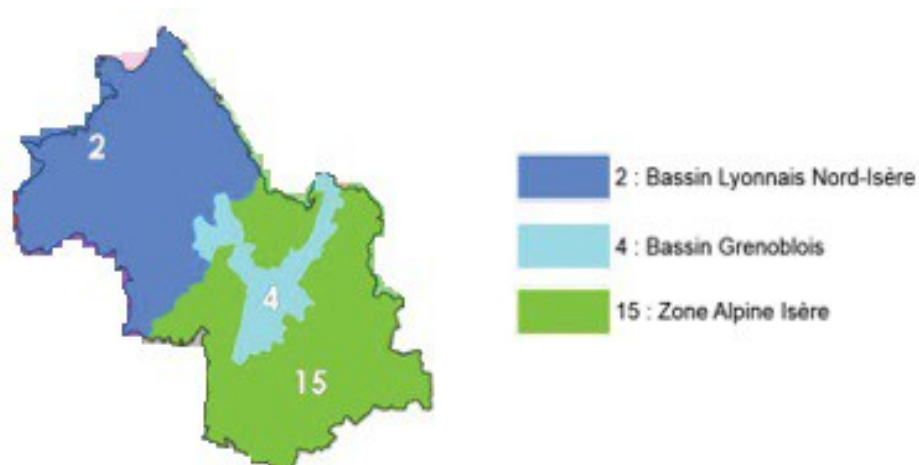 2
4
15
2 : Bassin Lyonnais Nord-Isère
4 : Bassin Grenoblois
15 : Zone Alpine Isère